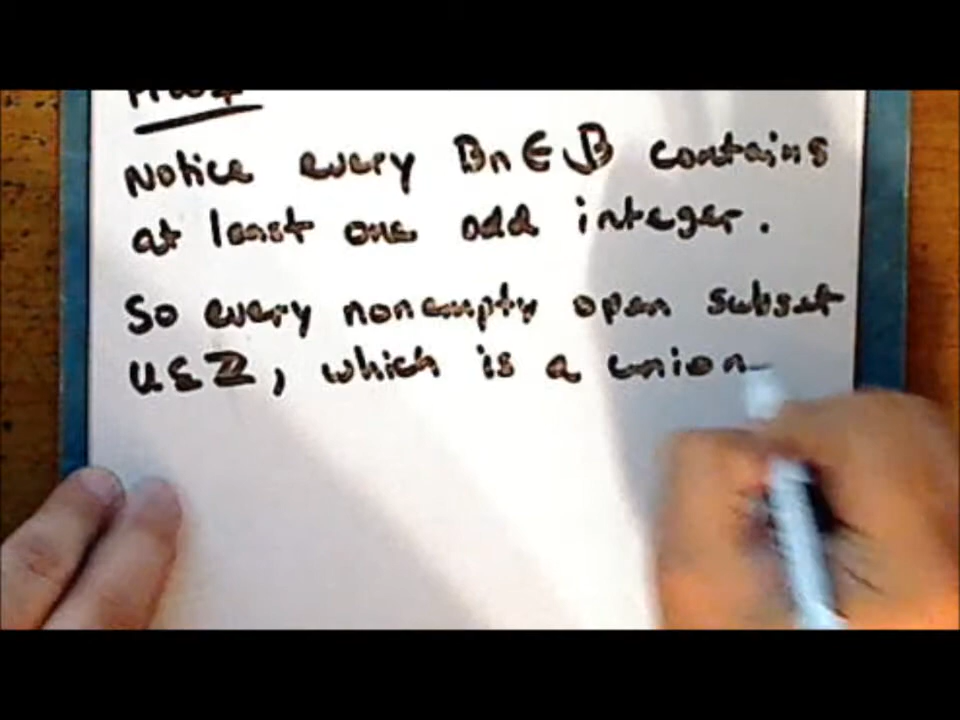 Notice every Bn ∈ 𝓑 contains
at least one odd integer.
So every nonempty open subset
U ⊆ ℤ, which is a union